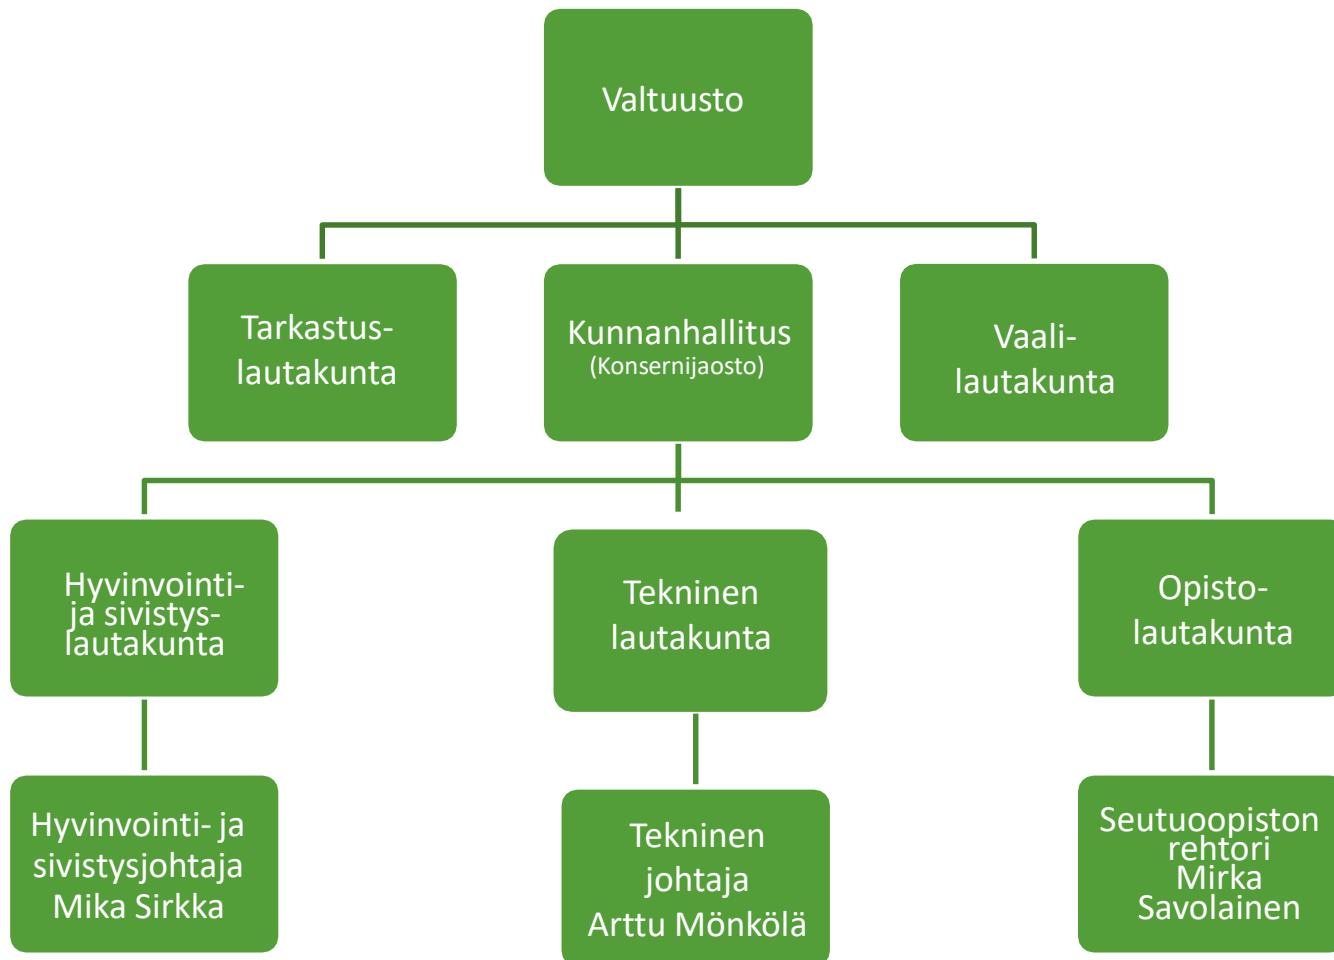 Valtuusto
Tarkastus-
lautakunta
Kunnanhallitus
(Konsernijaosto)
Vaali-
lautakunta
Hyvinvointi-
ja sivistys-
lautakunta
Tekninen
lautakunta
Opisto-
lautakunta
Hyvinvointi- ja
sivistysjohtaja
Mika Sirkka
Tekninen
johtaja
Arttu Mönkölä
Seutuopiston
rehtori
Mirka
Savolainen